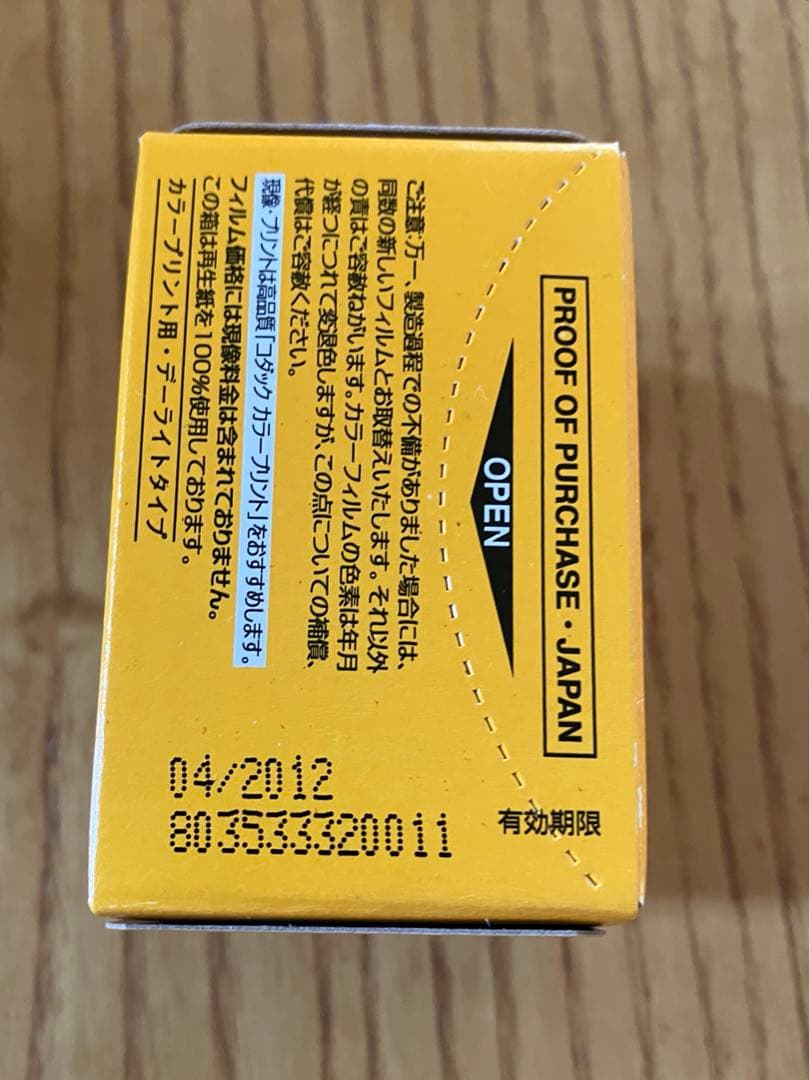 PROOF OF PURCHASE・JAPAN
OPEN
ご注意:万一、製造過程での不備がありました場合には、
同数の新しいフィルムとお取替えいたします。それ以外
の責はご容赦ねがいます。カラーフィルムの色素は年月
が経つにつれて変退色しますが、この点についての補償、
代償はご容赦ください。
現像・プリントは高品質「コダック カラープリント」をおすすめします。
フィルム価格には現像料金は含まれておりません。
この箱は再生紙を100%使用しております。
カラープリント用・デーライトタイプ
有効期限
04/2012
803533320011